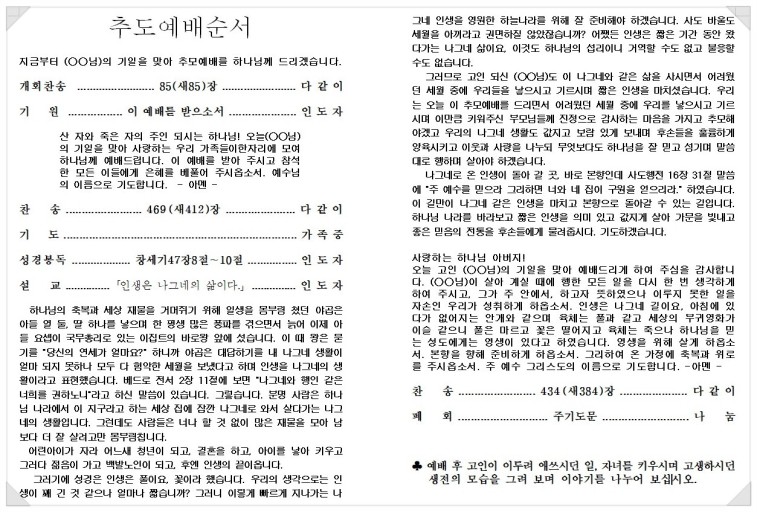 추도예배순서
지금부터 (OO님)의 기일을 맞아 추모예배를 하나님께 드리겠습니다.
개회찬송 ........................ 85(새85)장 ................ 다 같 이
기 원 ................ 이 예배를 받으소서 .................... 인 도 자
산 자와 죽은 자의 주인 되시는 하나님! 오늘(OO님)
의 기일을 맞아 사랑하는 우리 가족들이한자리에 모여
하나님께 예배드립니다. 이 예배를 받아 주시고 참석
한 모든 이들에게 은혜를 베풀어 주시옵소서. 예수님
의 이름으로 기도합니다. - 아멘 -
찬 송 ...................... 469(새412)장 ................ 다 같 이
기 도 ........................................................ 가 족 중
성경봉독 ................ 창세기47장8절~10절 ................ 인 도 자
설 교 ............... 「인생은 나그네의 삶이다.」 ............... 인 도 자
하나님의 축복과 세상 재물을 거머쥐기 위해 일생을 몸부림 쳤던 야곱은
아들 열 둘, 딸 하나를 낳으며 한 평생 많은 풍파를 겪으면서 늙어 이제 아
들 요셉이 국무총리로 있는 이집트의 바로왕 앞에 섰습니다. 이 때 왕은 묻
기를 "당신의 연세가 얼마요?" 하니까 야곱은 대답하기를 내 나그네 생활이
얼마 되지 못하나 모두 다 험악한 세월을 보냈다고 하며 인생을 나그네의 생
활이라고 표현했습니다. 베드로 전서 2장 11절에 보면 "나그네와 행인 같은
너희를 권하노니"라고 하신 말씀이 있습니다. 그렇습니다. 분명 사람은 하나
님 나라에서 이 지구라고 하는 세상 집에 잠깐 나그네로 와서 살다가는 나그
네의 생활입니다. 그런데도 사람들은 너나 할 것 없이 많은 재물을 모아 남
보다 더 잘 살려고만 몸부림칩니다.
어린아이가 자라 어느새 청년이 되고, 결혼을 하고, 아이를 낳아 키우고
그러다 젊음이 가고 백발노인이 되고, 후엔 인생의 끝이옵니다.
그러기에 성경은 인생은 풀이요, 꽃이라 했습니다. 우리의 생각으로는 인
생이 꽤 긴 것 같으나 얼마나 짧습니까? 그러니 이렇게 빠르게 지나가는 나
그네 인생을 영원한 하늘나라를 위해 잘 준비해야 하겠습니다. 사도 바울도
세월을 아끼라고 권면하질 않았잖습니까? 어쨌든 인생은 짧은 기간 동안 왔
다가는 나그네 삶이요, 이것도 하나님의 섭리이니 거역할 수도 없고 불응할
수도 없습니다.
그러므로 고인 되신 (OO님)도 이 나그네와 같은 삶을 사시면서 어려웠
던 세월 중에 우리들을 낳으시고 기르시며 짧은 인생을 마치셨습니다. 우리
는 오늘 이 추모예배를 드리면서 어려웠던 세월 중에 우리를 낳으시고 기르
시며 이만큼 키워주신 부모님들께 진정으로 감사하는 마음을 가지고 추모해
야겠고 우리의 나그네 생활도 값지고 보람 있게 보내며 후손들을 훌륭하게
양육시키고 이웃과 사랑을 나누되 무엇보다도 하나님을 잘 믿고 섬기며 말씀
대로 행하며 살아야 하겠습니다.
나그네로 온 인생이 돌아 갈 곳, 바로 본향인데 사도행전 16장 31절 말씀
에 "주 예수를 믿으라 그리하면 너와 네 집이 구원을 얻으리라." 하였습니다.
이 길만이 나그네 같은 인생을 마치고 본향으로 돌아갈 수 있는 길입니다.
하나님 나라를 바라보고 짧은 인생을 의미 있고 값지게 살아 가문을 빛내고
좋은 믿음의 전통을 후손들에게 물려줍시다. 기도하겠습니다.
사랑하는 하나님 아버지!
오늘 고인 (OO님)의 기일을 맞아 예배드리게 하여 주심을 감사합니
다. (OO님)이 살아 계실 때에 행한 모든 일을 다시 한 번 생각하게
하여 주시고, 그가 주 안에서, 하고자 뜻하였으나 이루지 못한 일을
자손인 우리가 성취하게 하옵소서. 인생은 나그네 길이요, 아침에 있
다가 없어지는 안개와 같으며 육체는 풀과 같고 세상의 부귀영화가
이슬 같으니 풀은 마르고 꽃은 떨어지고 육체는 죽으나 하나님을 믿
는 성도에게는 영생이 있다고 하였습니다. 영생을 위해 살게 하옵소
서. 본향을 향해 준비하게 하옵소서. 그리하여 온 가정에 축복과 위로
를 주시옵소서. 주 예수 그리스도의 이름으로 기도합니다. -아멘 -
찬 송 ........................ 434(새384)장 .................... 다 같 이
폐 회 ........................ 주기도문 ........................ 나 눔
♣ 예배 후 고인이 이루려 애쓰시던 일, 자녀를 키우시며 고생하시던
생전의 모습을 그려 보며 이야기를 나누어 보십시오.